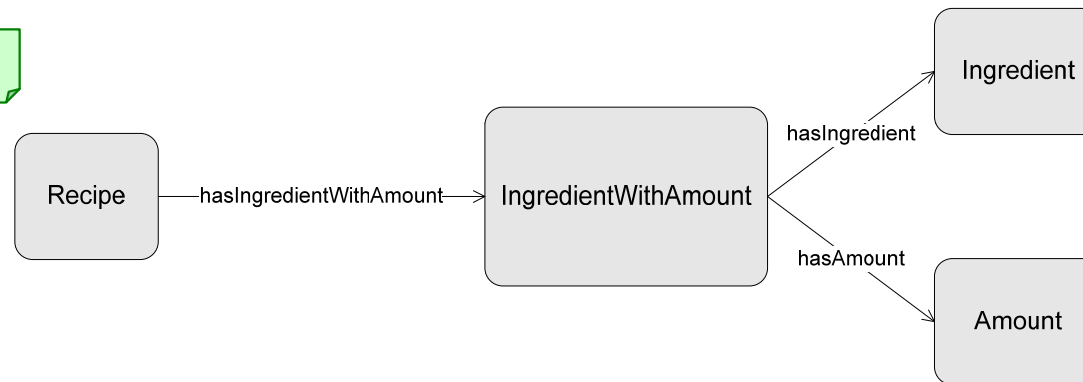 Ingredient
hasIngredient
Recipe
hasIngredientWithAmount
IngredientWithAmount
hasAmount
Amount